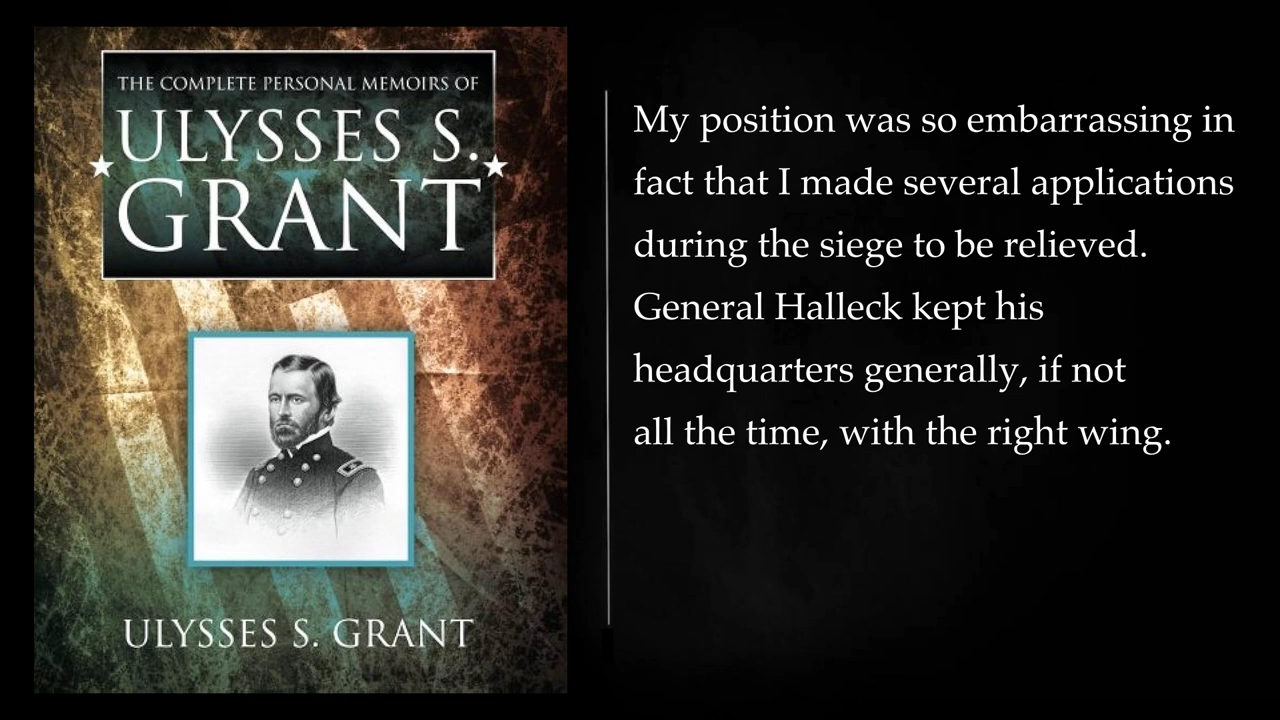 THE COMPLETE PERSONAL MEMOIRS OF
ULYSSES S.
GRANT
ULYSSES S. GRANT
My position was so embarrassing in
fact that I made several applications
during the siege to be relieved.
General Halleck kept his
headquarters generally, if not
all the time, with the right wing.